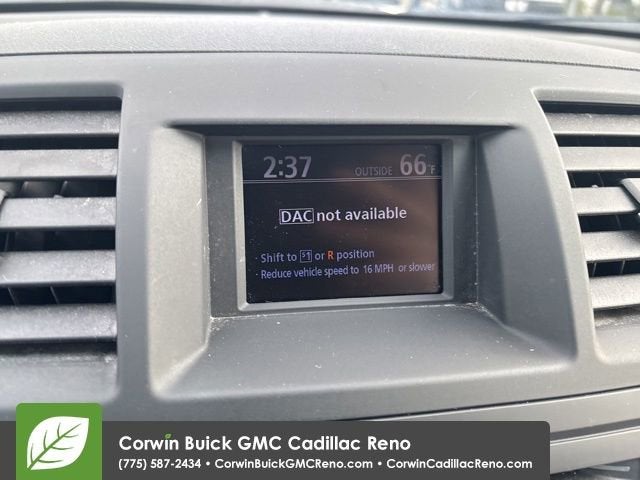 2:37 OUTSIDE 66°F
DAC not available
· Shift to S1 or R position
· Reduce vehicle speed to 16 MPH or slower
Corwin Buick GMC Cadillac Reno
(775) 587-2434 • CorwinBuickGMCReno.com • CorwinCadillacReno.com